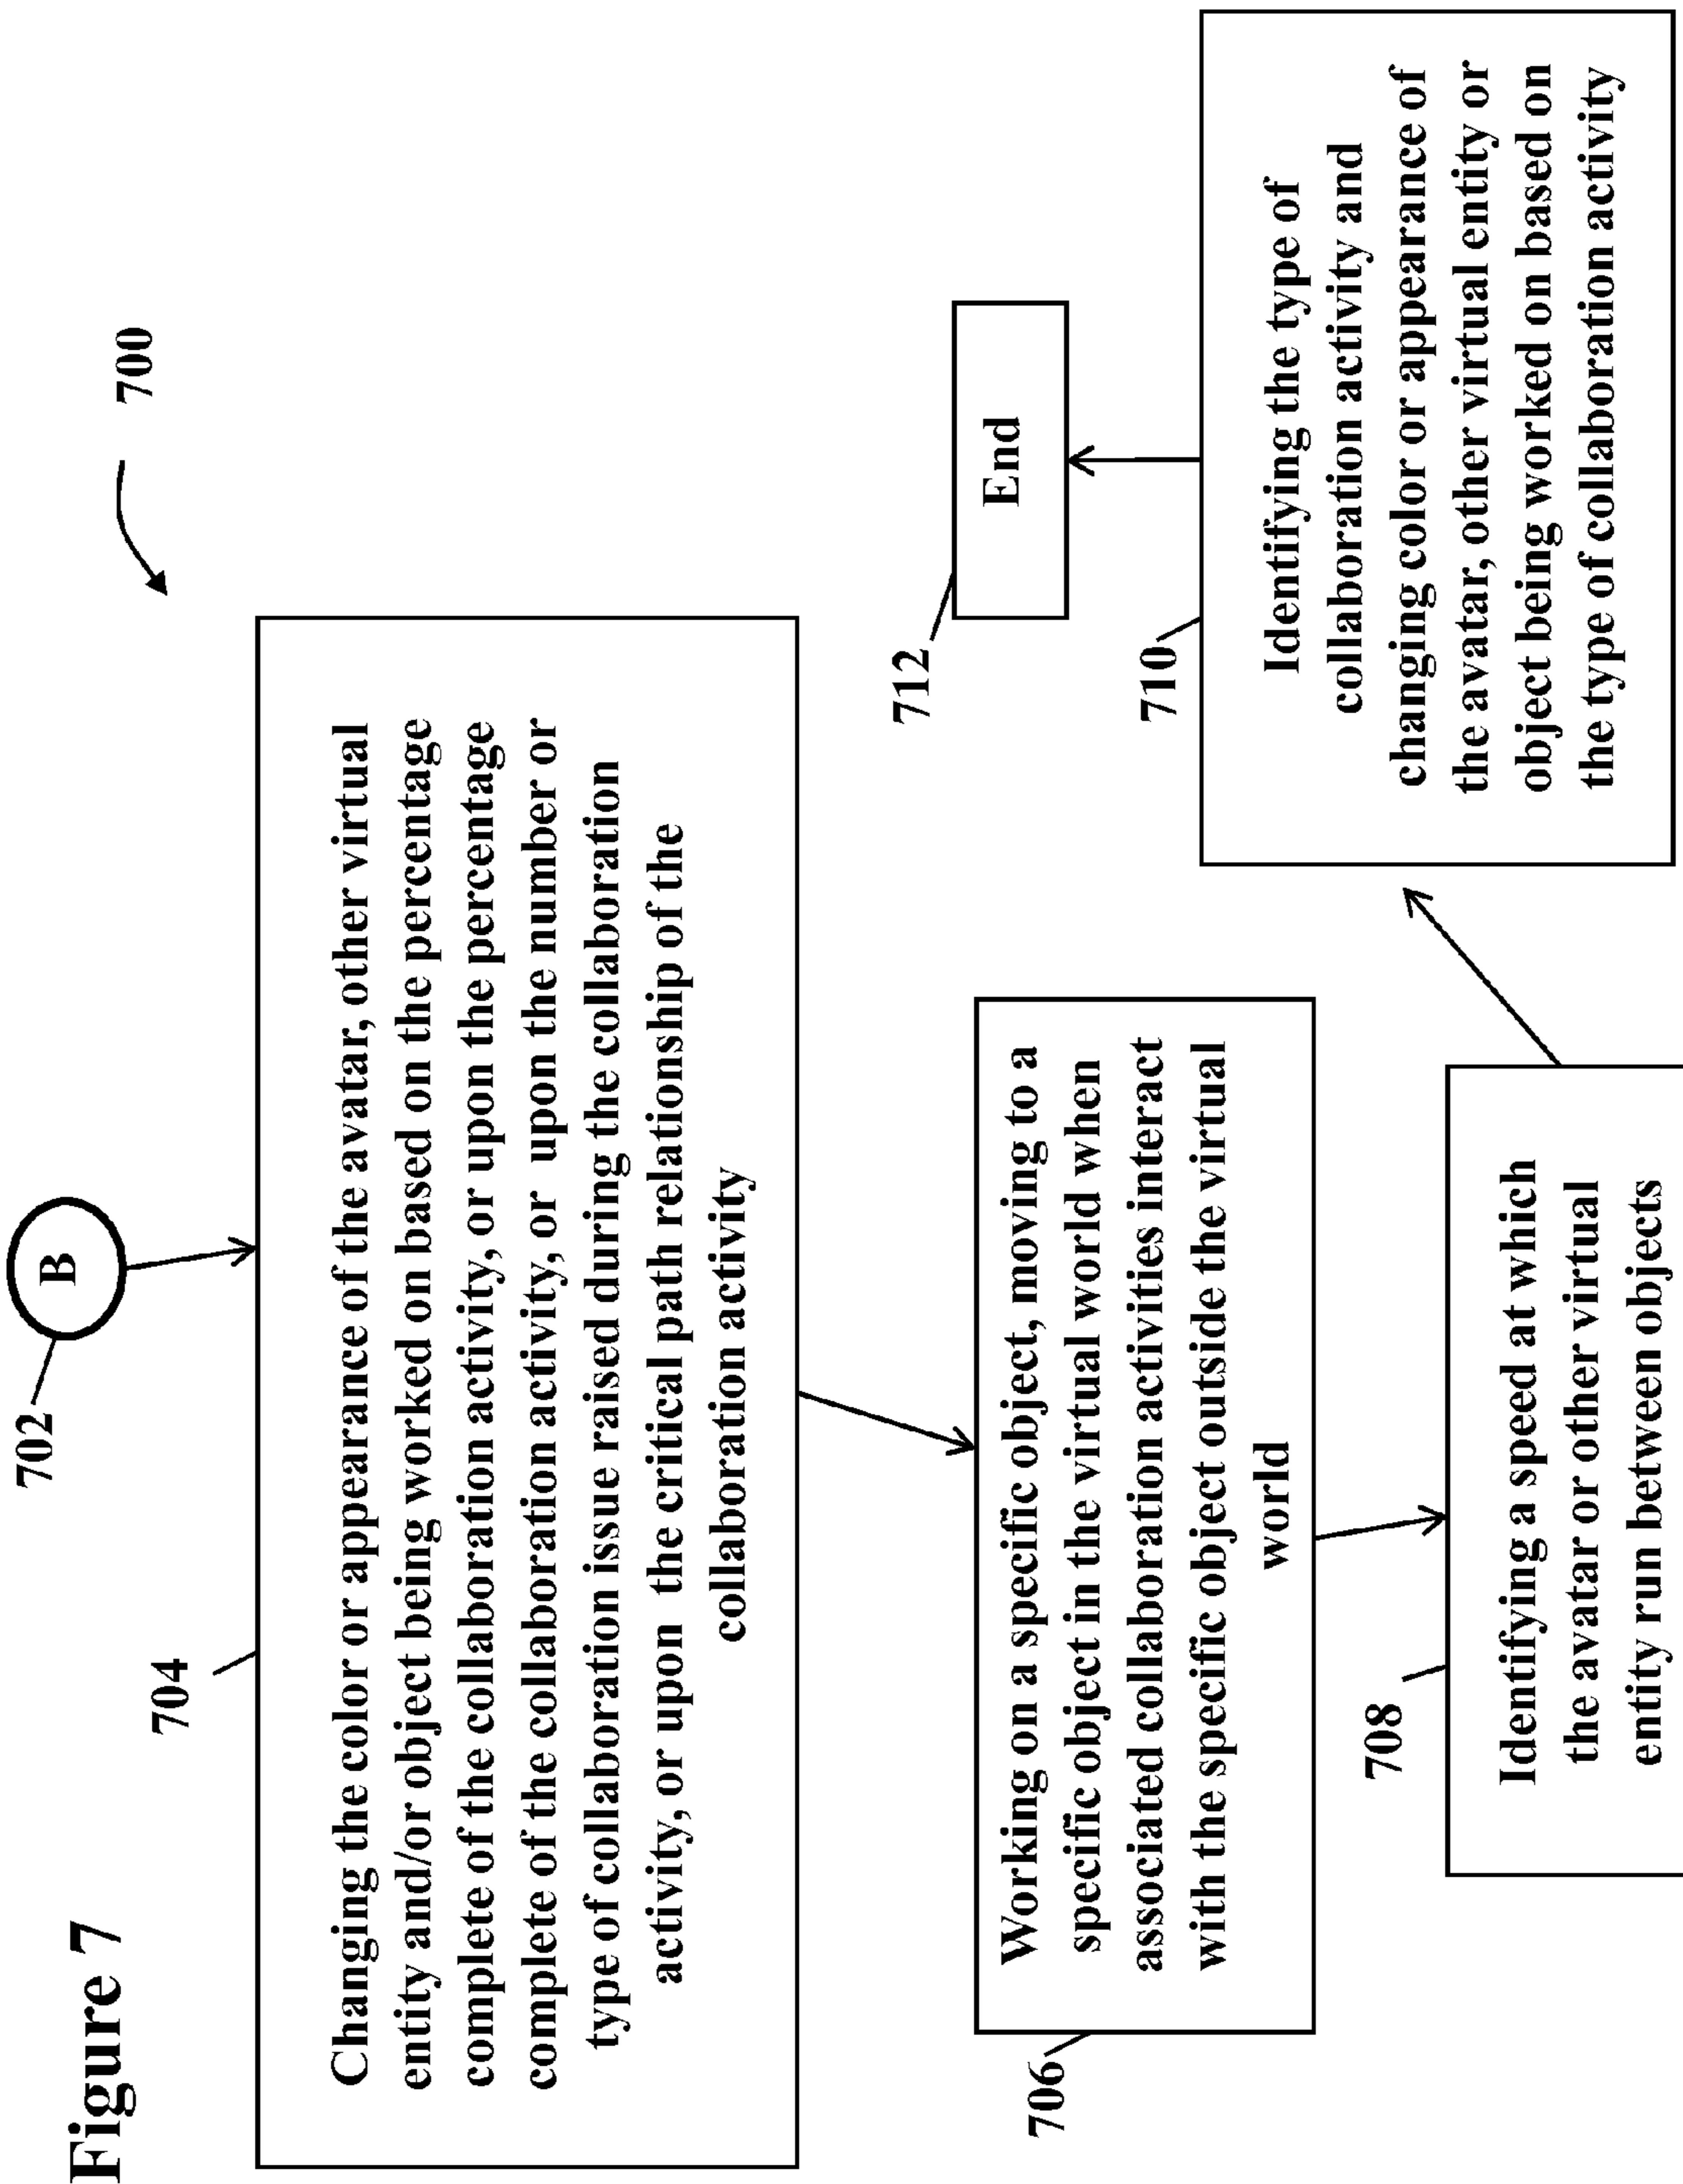 Figure 7
702
B
700
704
Changing the color or appearance of the avatar, other virtual
entity and/or object being worked on based on the percentage
complete of the collaboration activity, or upon the percentage
complete of the collaboration activity, or upon the number or
type of collaboration issue raised during the collaboration
activity, or upon the critical path relationship of the
collaboration activity
706
Working on a specific object, moving to a
specific object in the virtual world when
associated collaboration activities interact
with the specific object outside the virtual
world
708
Identifying a speed at which
the avatar or other virtual
entity run between objects
710
Identifying the type of
collaboration activity and
changing color or appearance of
the avatar, other virtual entity or
object being worked on based on
the type of collaboration activity
712
End